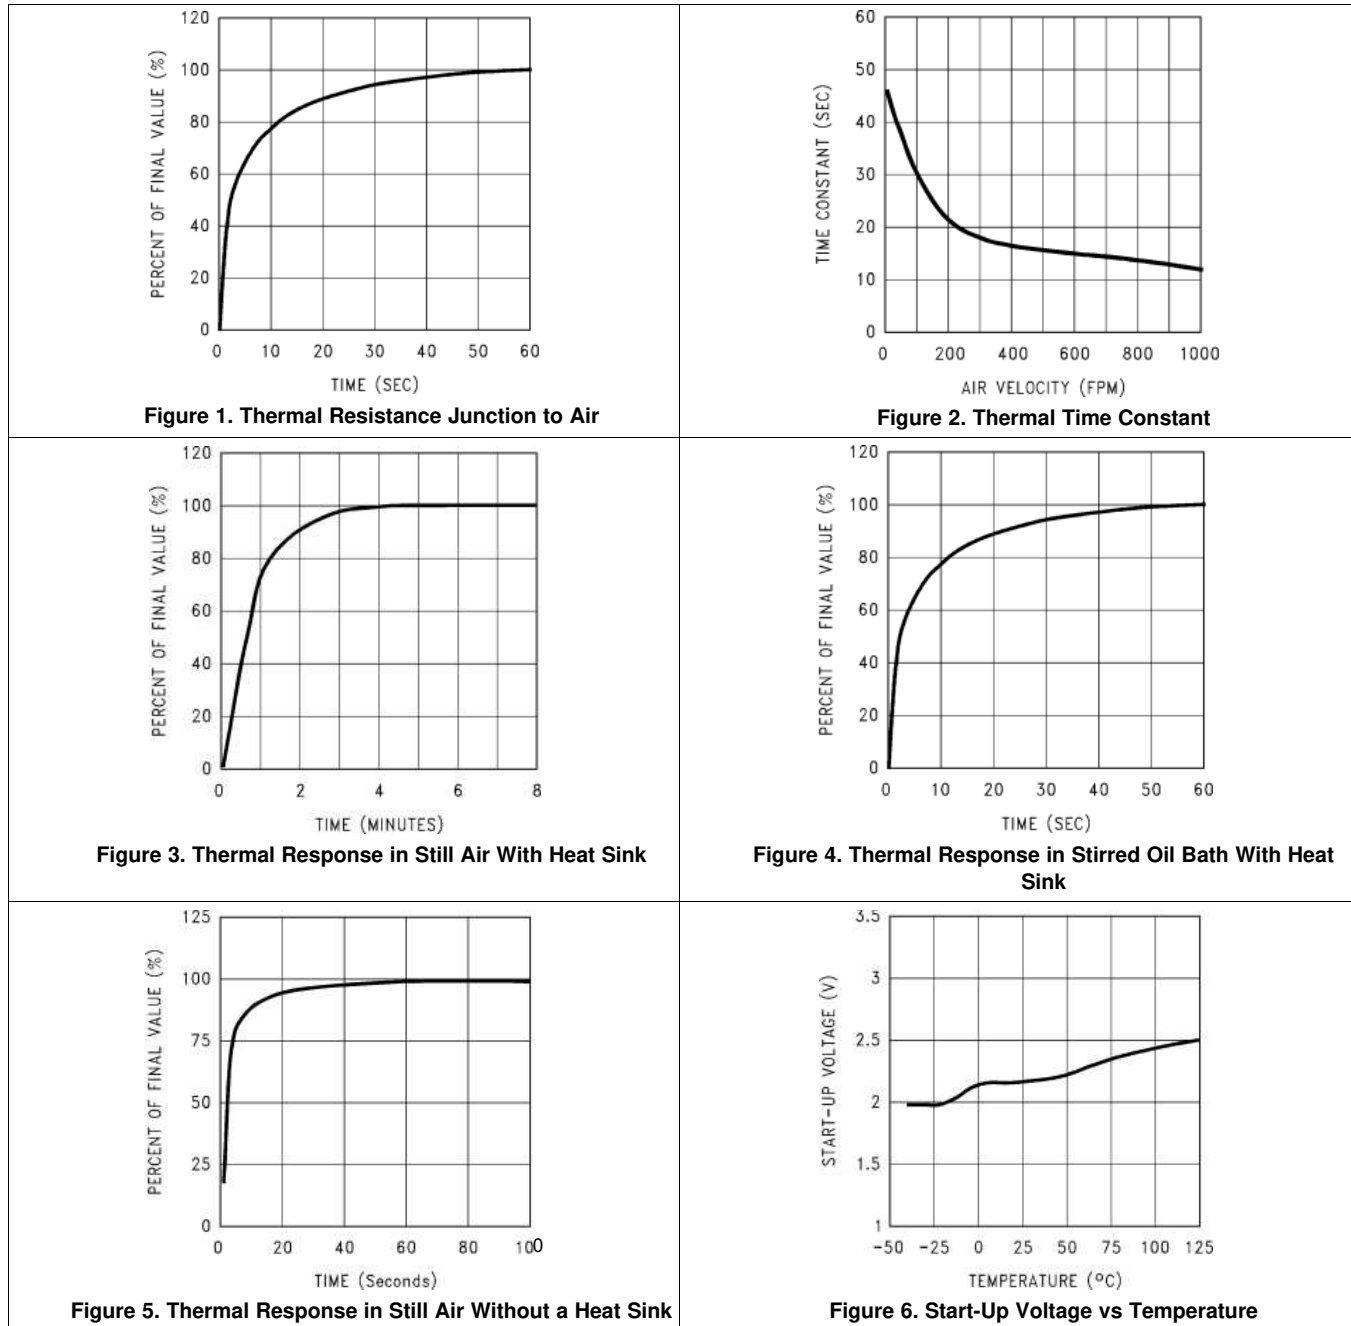 120
100
80
60
40
20
0
PERCENT OF FINAL VALUE (%)
0 10 20 30 40 50 60
TIME (SEC)
Figure 1. Thermal Resistance Junction to Air
60
50
40
30
20
10
0
TIME CONSTANT (SEC)
0 200 400 600 800 1000
AIR VELOCITY (FPM)
Figure 2. Thermal Time Constant
120
100
80
60
40
20
0
PERCENT OF FINAL VALUE (%)
0 2 4 6 8
TIME (MINUTES)
Figure 3. Thermal Response in Still Air With Heat Sink
120
100
80
60
40
20
0
PERCENT OF FINAL VALUE (%)
0 10 20 30 40 50 60
TIME (SEC)
Figure 4. Thermal Response in Stirred Oil Bath With Heat
Sink
125
100
75
50
25
0
PERCENT OF FINAL VALUE (%)
0 20 40 60 80 100
TIME (Seconds)
Figure 5. Thermal Response in Still Air Without a Heat Sink
3.5
3
2.5
2
1.5
1
START-UP VOLTAGE (V)
-50 -25 0 25 50 75 100 125
TEMPERATURE (ºC)
Figure 6. Start-Up Voltage vs Temperature